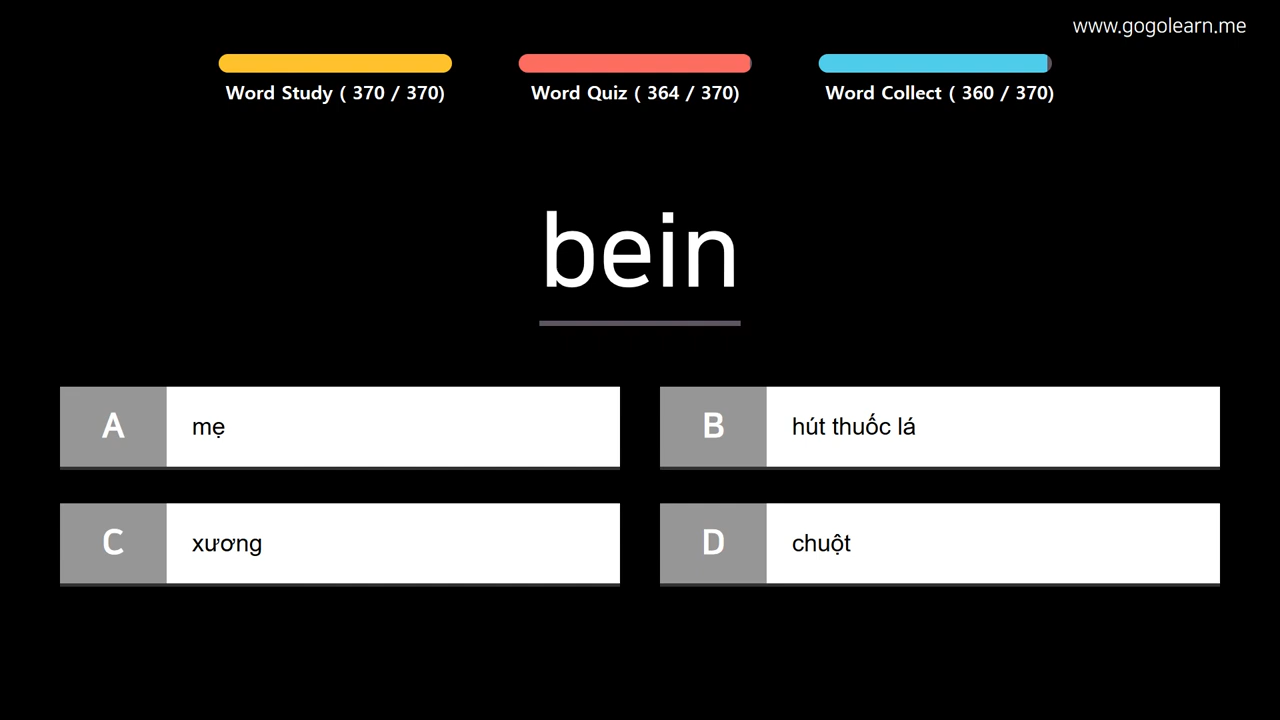 www.gogolearn.me
Word Study ( 370 / 370)
Word Quiz ( 364 / 370)
Word Collect ( 360 / 370)
bein
A mẹ
B hút thuốc lá
C xương
D chuột